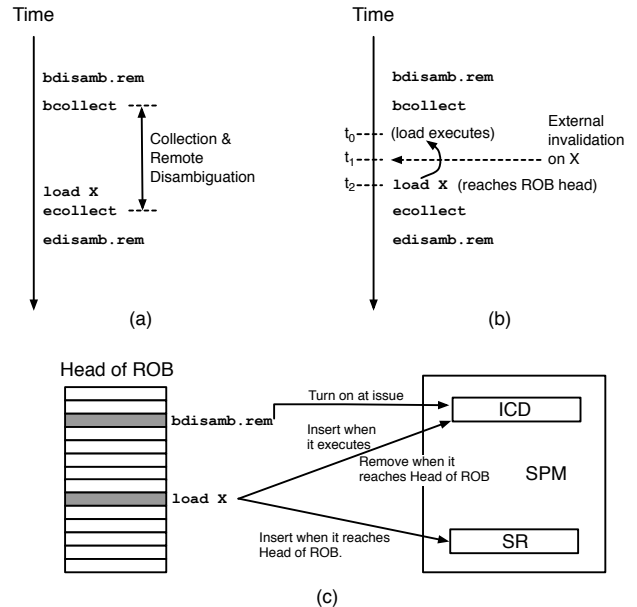 Time
bdisamb.rem
bcollect
Collection &
Remote
Disambiguation
load X
ecollect
edisamb.rem
(a)
Time
bdisamb.rem
bcollect
t0 (load executes)
External
invalidation
on X
t1
t2 load X (reaches ROB head)
ecollect
edisamb.rem
(b)
Head of ROB
bdisamb.rem
Turn on at issue
ICD
Insert when
it executes
Remove when it
reaches Head of ROB
SPM
load X
Insert when it reaches
Head of ROB.
SR
(c)